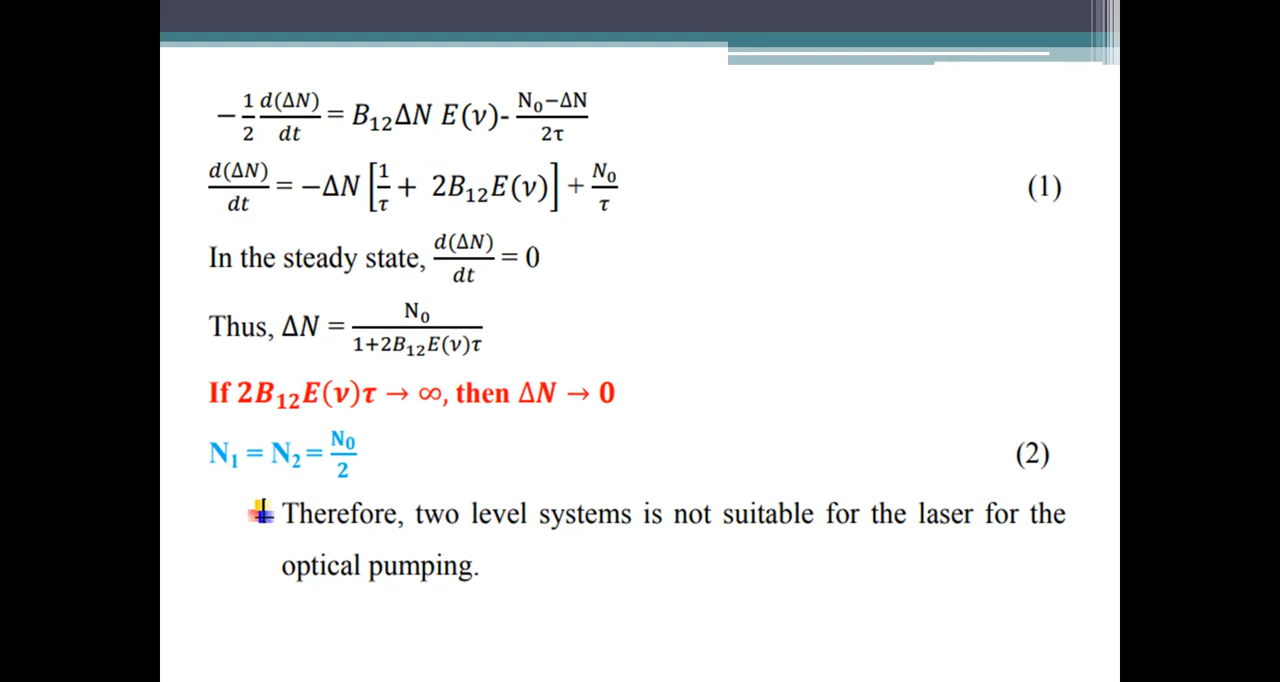 −1/2 d(ΔN)/dt = B₁₂ΔN E(ν)- N₀−ΔN/2τ
d(ΔN)/dt = −ΔN [1/τ + 2B₁₂E(ν)] + N₀/τ (1)
In the steady state, d(ΔN)/dt = 0
Thus, ΔN = N₀/1+2B₁₂E(ν)τ
If 2B₁₂E(ν)τ → ∞, then ΔN → 0
N₁ = N₂ = N₀/2 (2)
Therefore, two level systems is not suitable for the laser for the
optical pumping.